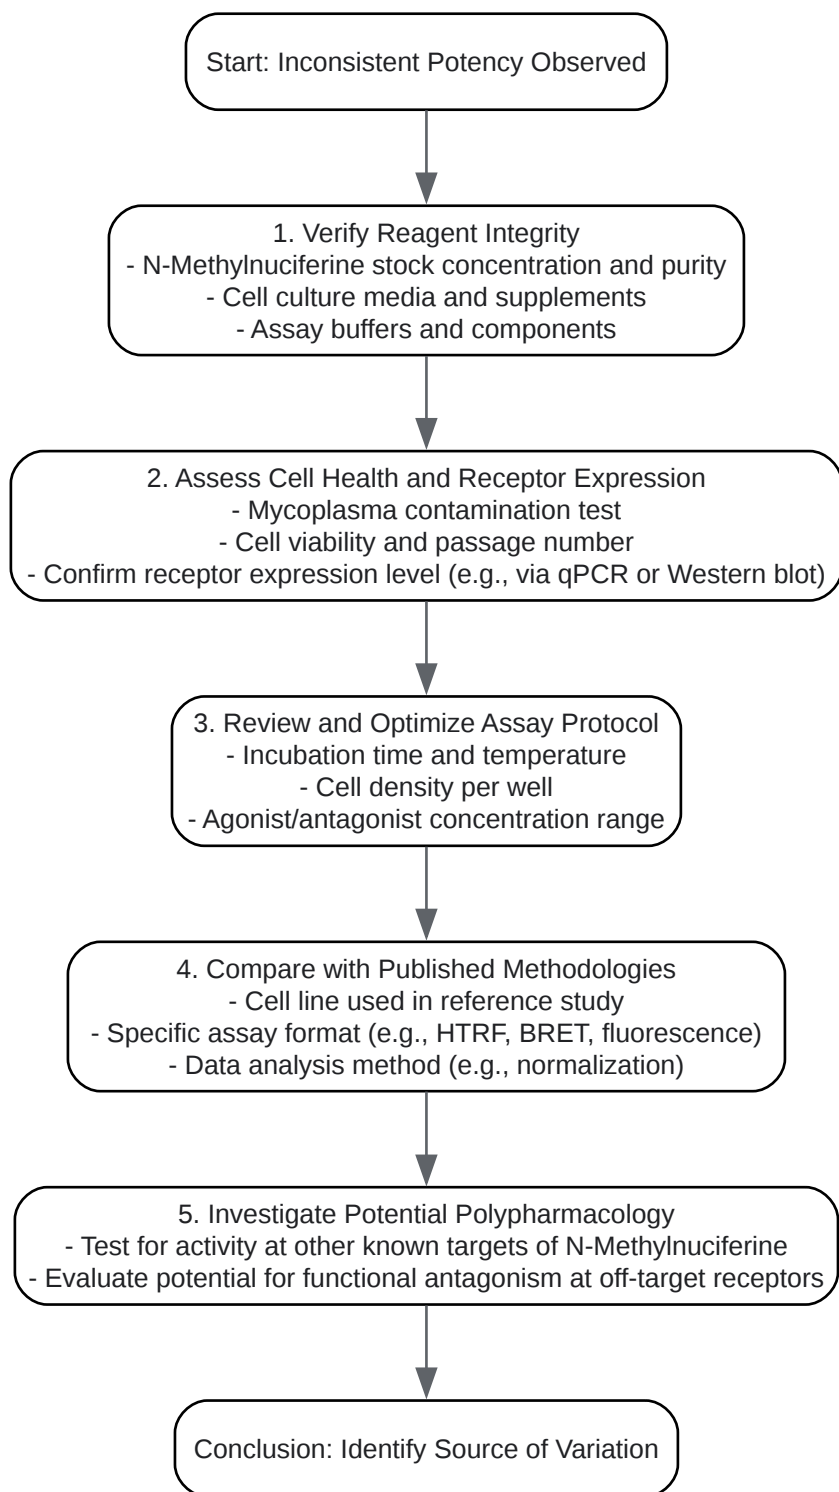 Start: Inconsistent Potency Observed
1. Verify Reagent Integrity
- N-Methylnuciferine stock concentration and purity
- Cell culture media and supplements
- Assay buffers and components
2. Assess Cell Health and Receptor Expression
- Mycoplasma contamination test
- Cell viability and passage number
- Confirm receptor expression level (e.g., via qPCR or Western blot)
3. Review and Optimize Assay Protocol
- Incubation time and temperature
- Cell density per well
- Agonist/antagonist concentration range
4. Compare with Published Methodologies
- Cell line used in reference study
- Specific assay format (e.g., HTRF, BRET, fluorescence)
- Data analysis method (e.g., normalization)
5. Investigate Potential Polypharmacology
- Test for activity at other known targets of N-Methylnuciferine
- Evaluate potential for functional antagonism at off-target receptors
Conclusion: Identify Source of Variation